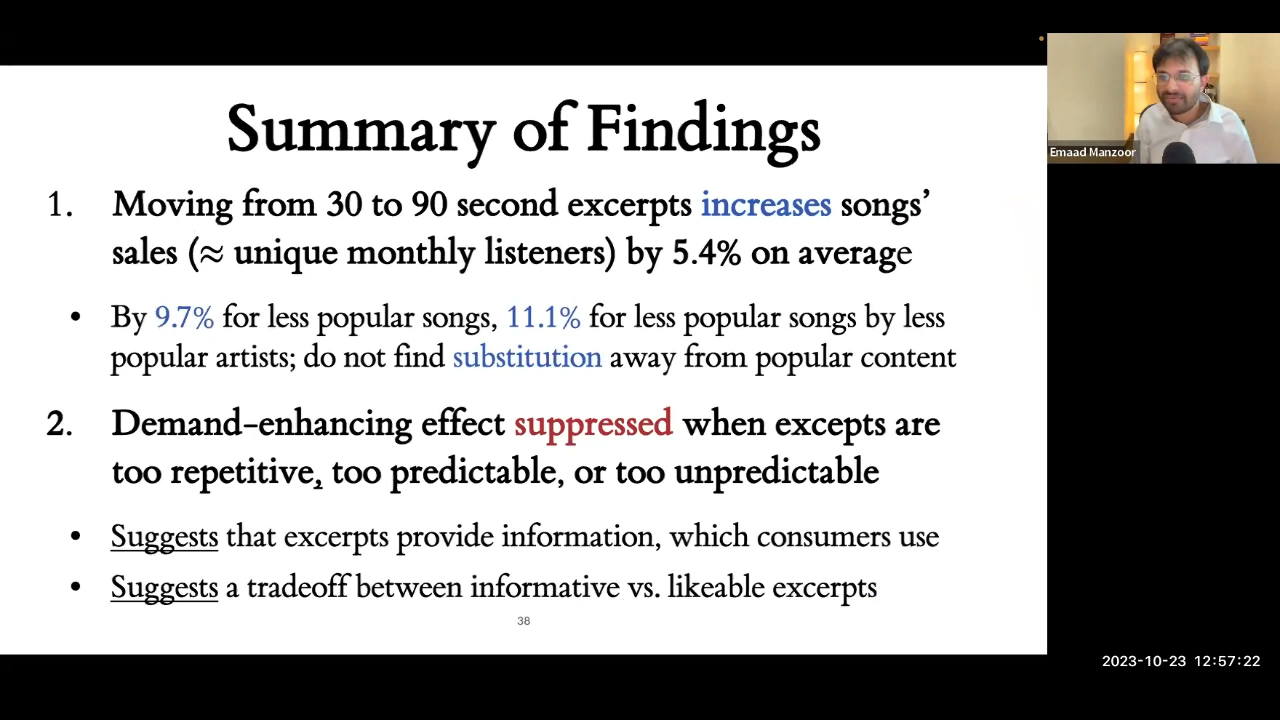 Summary of Findings
1. Moving from 30 to 90 second excerpts increases songs’
sales (≈ unique monthly listeners) by 5.4% on average
• By 9.7% for less popular songs, 11.1% for less popular songs by less
popular artists; do not find substitution away from popular content
2. Demand-enhancing effect suppressed when excepts are
too repetitive, too predictable, or too unpredictable
• Suggests that excerpts provide information, which consumers use
• Suggests a tradeoff between informative vs. likeable excerpts
38
Emaad Manzoor
2023-10-23 12:57:22